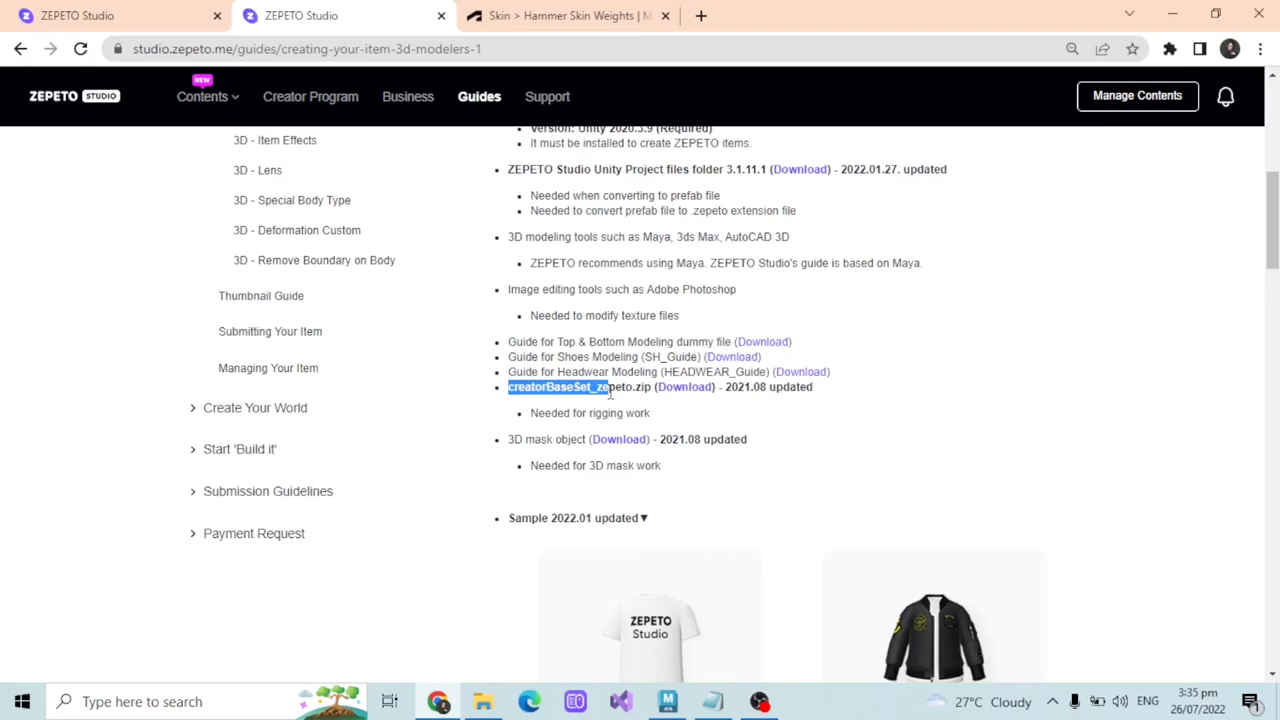 ZEPETO Studio
ZEPETO Studio
Skin > Hammer Skin Weights | M
studio.zepeto.me/guides/creating-your-item-3d-modelers-1
ZEPETO STUDIO
NEW
Contents
Creator Program
Business
Guides
Support
Manage Contents
3D - Item Effects
3D - Lens
3D - Special Body Type
3D - Deformation Custom
3D - Remove Boundary on Body
Thumbnail Guide
Submitting Your Item
Managing Your Item
Create Your World
Start 'Build it'
Submission Guidelines
Payment Request
Version: Unity 2020.3.9 (Required)
It must be installed to create ZEPETO items.
ZEPETO Studio Unity Project files folder 3.1.11.1 (Download) - 2022.01.27. updated
Needed when converting to prefab file
Needed to convert prefab file to .zepeto extension file
3D modeling tools such as Maya, 3ds Max, AutoCAD 3D
ZEPETO recommends using Maya. ZEPETO Studio's guide is based on Maya.
Image editing tools such as Adobe Photoshop
Needed to modify texture files
Guide for Top & Bottom Modeling dummy file (Download)
Guide for Shoes Modeling (SH_Guide) (Download)
Guide for Headwear Modeling (HEADWEAR_Guide) (Download)
creatorBaseSet_zepeto.zip (Download) - 2021.08 updated
Needed for rigging work
3D mask object (Download) - 2021.08 updated
Needed for 3D mask work
Sample 2022.01 updated▼
ZEPETO
Studio
Type here to search
27°C Cloudy
ENG
3:35 pm
26/07/2022
1